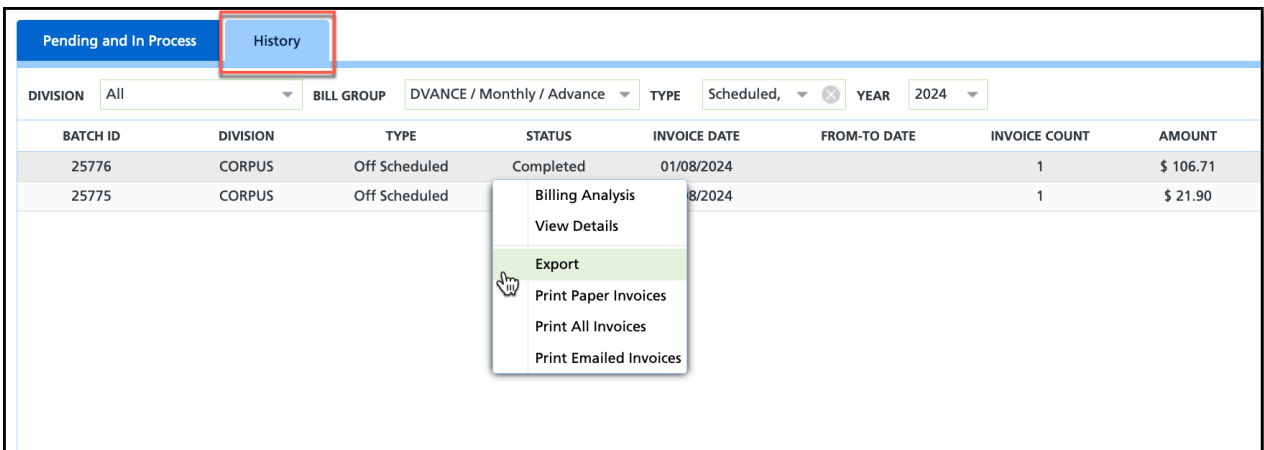 Pending and In Process History
DIVISION All BILL GROUP DVANCE / Monthly / Advance TYPE Scheduled, YEAR 2024
BATCH ID DIVISION TYPE STATUS INVOICE DATE FROM-TO DATE INVOICE COUNT AMOUNT
25776 CORPUS Off Scheduled Completed 01/08/2024 1 $ 106.71
25775 CORPUS Off Scheduled 8/2024 1 $ 21.90
Billing Analysis
View Details
Export
Print Paper Invoices
Print All Invoices
Print Emailed Invoices